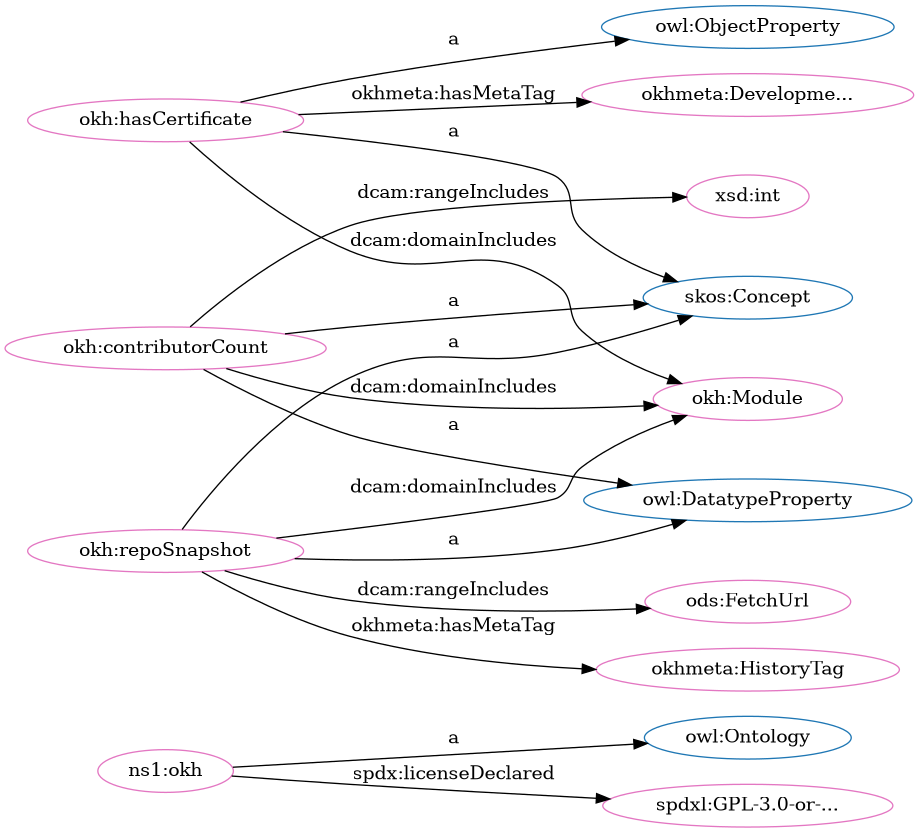 owl:ObjectProperty
a
okhmeta:hasMetaTag
okhmeta:Developme...
okh:hasCertificate
a
dcam:rangeIncludes
xsd:int
dcam:domainIncludes
a
skos:Concept
okh:contributorCount
a
dcam:domainIncludes
okh:Module
a
dcam:domainIncludes
owl:DatatypeProperty
a
okh:repoSnapshot
dcam:rangeIncludes
ods:FetchUrl
okhmeta:hasMetaTag
okhmeta:HistoryTag
a
owl:Ontology
ns1:okh
spdx:licenseDeclared
spdxl:GPL-3.0-or-...